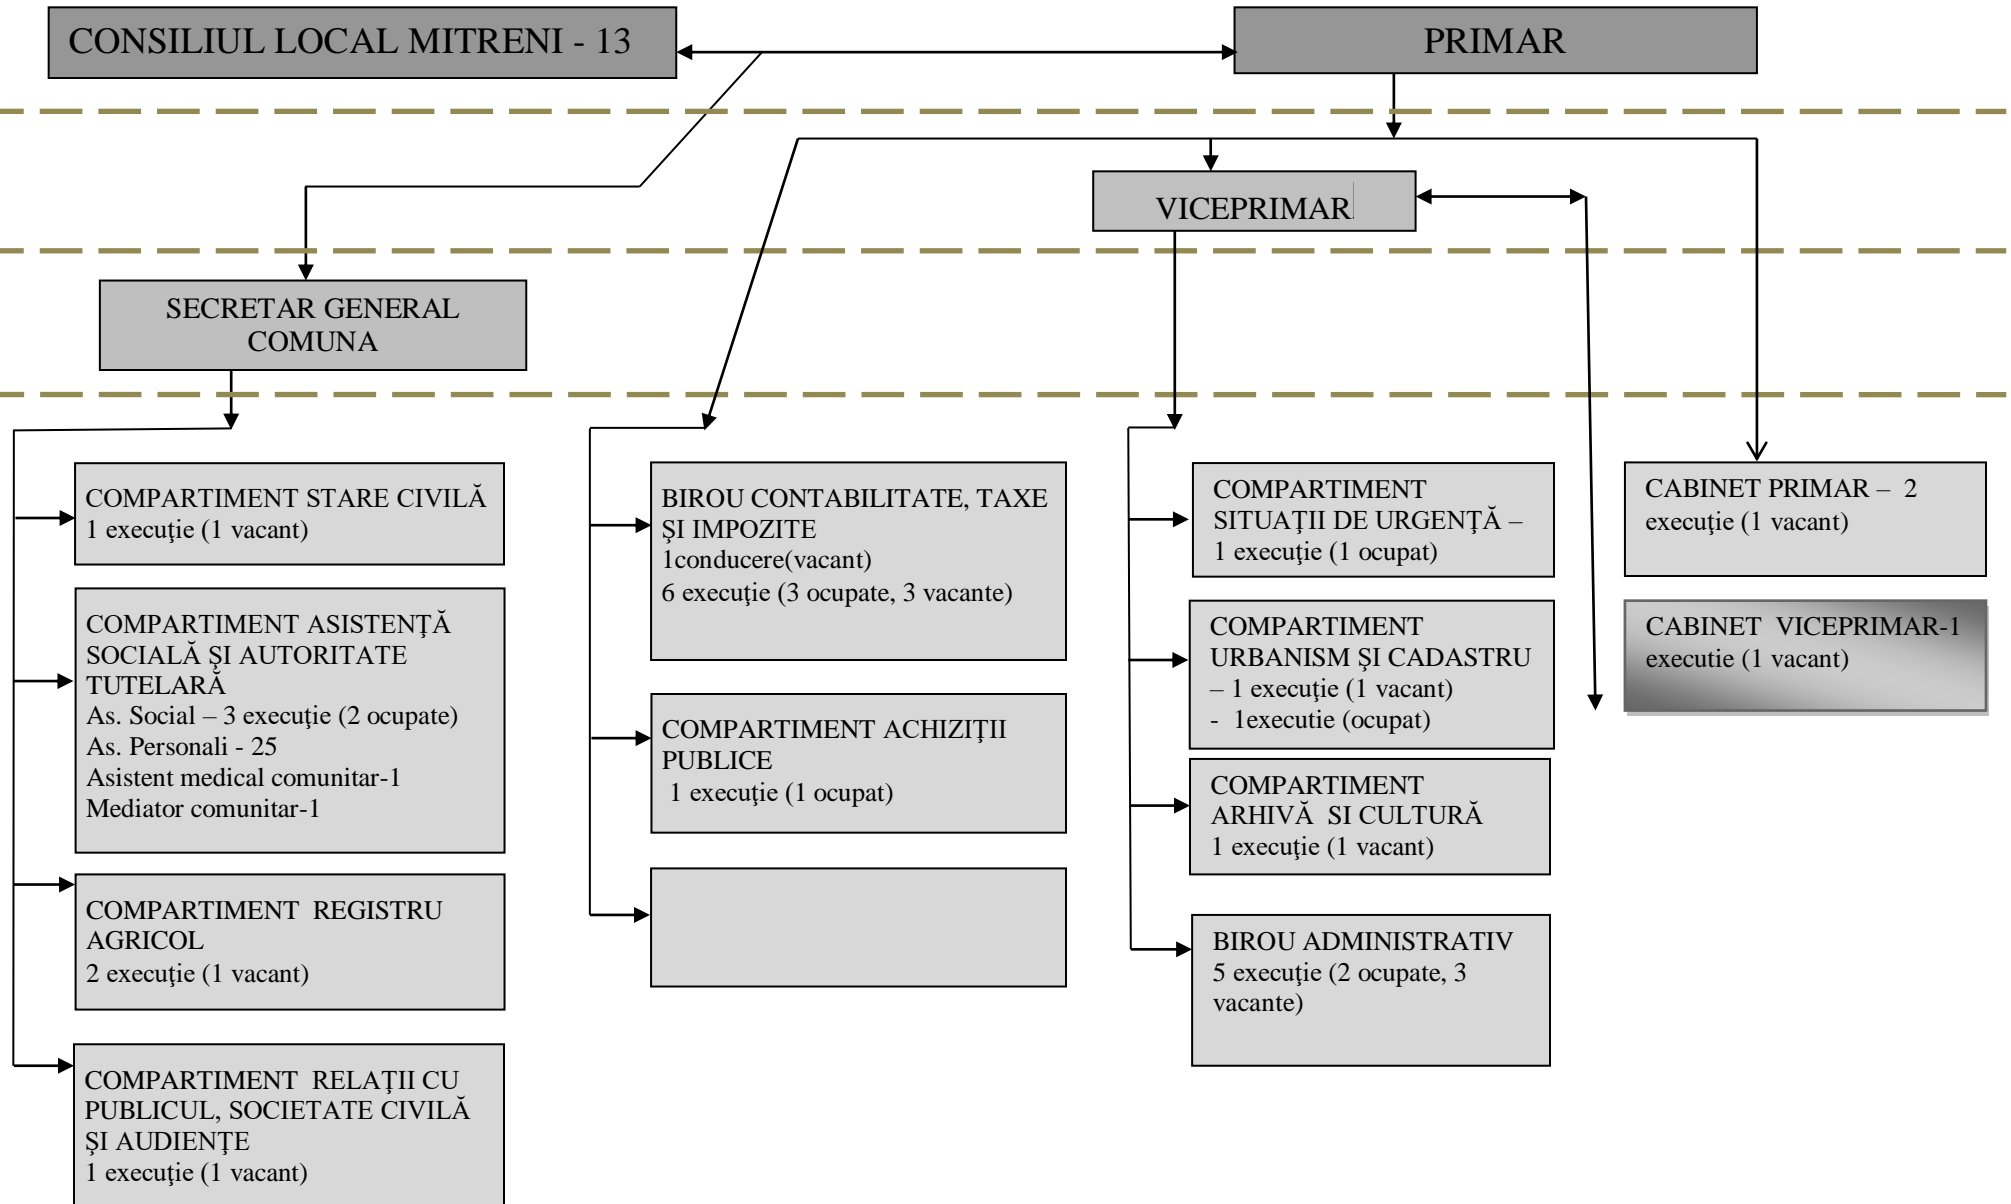 CONSILIUL LOCAL MITRENI - 13
PRIMAR
VICEPRIMAR
SECRETAR GENERAL
COMUNA
COMPARTIMENT STARE CIVILĂ
1 execuţie (1 vacant)
COMPARTIMENT ASISTENŢĂ
SOCIALĂ ŞI AUTORITATE
TUTELARĂ
As. Social – 3 execuţie (2 ocupate)
As. Personali - 25
Asistent medical comunitar-1
Mediator comunitar-1
COMPARTIMENT REGISTRU
AGRICOL
2 execuţie (1 vacant)
COMPARTIMENT RELAŢII CU
PUBLICUL, SOCIETATE CIVILĂ
ŞI AUDIENŢE
1 execuţie (1 vacant)
BIROU CONTABILITATE, TAXE
ŞI IMPOZITE
1conducere(vacant)
6 execuţie (3 ocupate, 3 vacante)
COMPARTIMENT ACHIZIŢII
PUBLICE
1 execuţie (1 ocupat)
COMPARTIMENT
SITUAŢII DE URGENŢĂ –
1 execuţie (1 ocupat)
COMPARTIMENT
URBANISM ŞI CADASTRU
– 1 execuţie (1 vacant)
- 1executie (ocupat)
COMPARTIMENT
ARHIVĂ SI CULTURĂ
1 execuţie (1 vacant)
BIROU ADMINISTRATIV
5 execuţie (2 ocupate, 3
vacante)
CABINET PRIMAR – 2
execuţie (1 vacant)
CABINET VICEPRIMAR-1
executie (1 vacant)